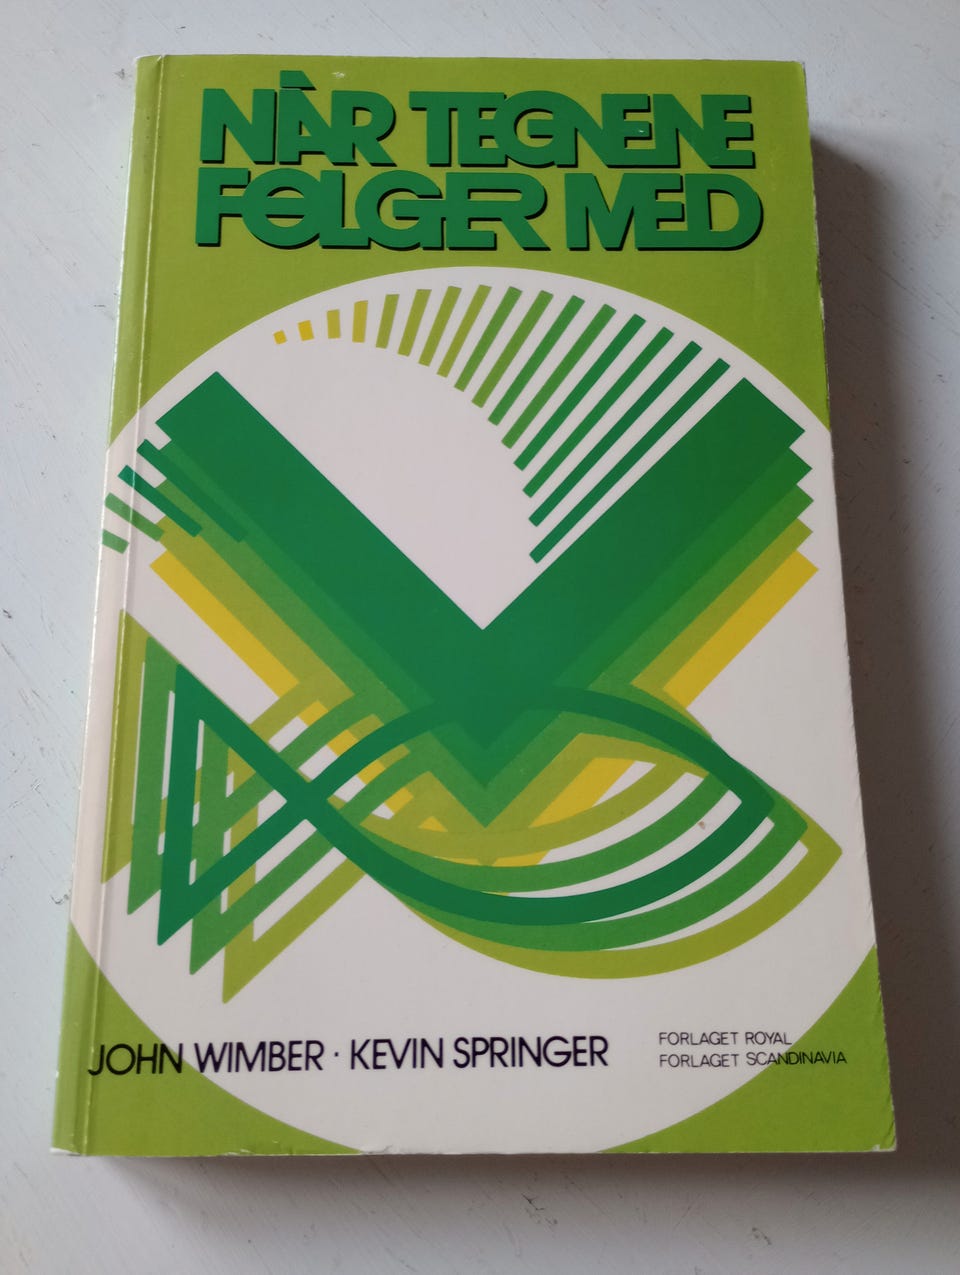 NÅR TEGNENE
FØLGER MED
JOHN WIMBER · KEVIN SPRINGER
FORLAGET ROYAL
FORLAGET SCANDINAVIA